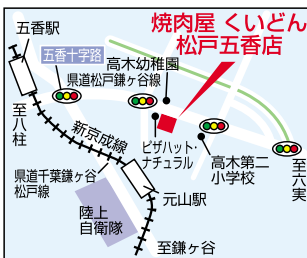 焼肉屋 くいどん
松戸五香店
五香駅
五香十字路
高木幼稚園
県道松戸鎌ヶ谷線
至八柱
新京成線
ピザハット・
ナチュラル
高木第二
小学校
至六実
県道千葉鎌ヶ谷
松戸線
元山駅
陸上
自衛隊
至鎌ヶ谷